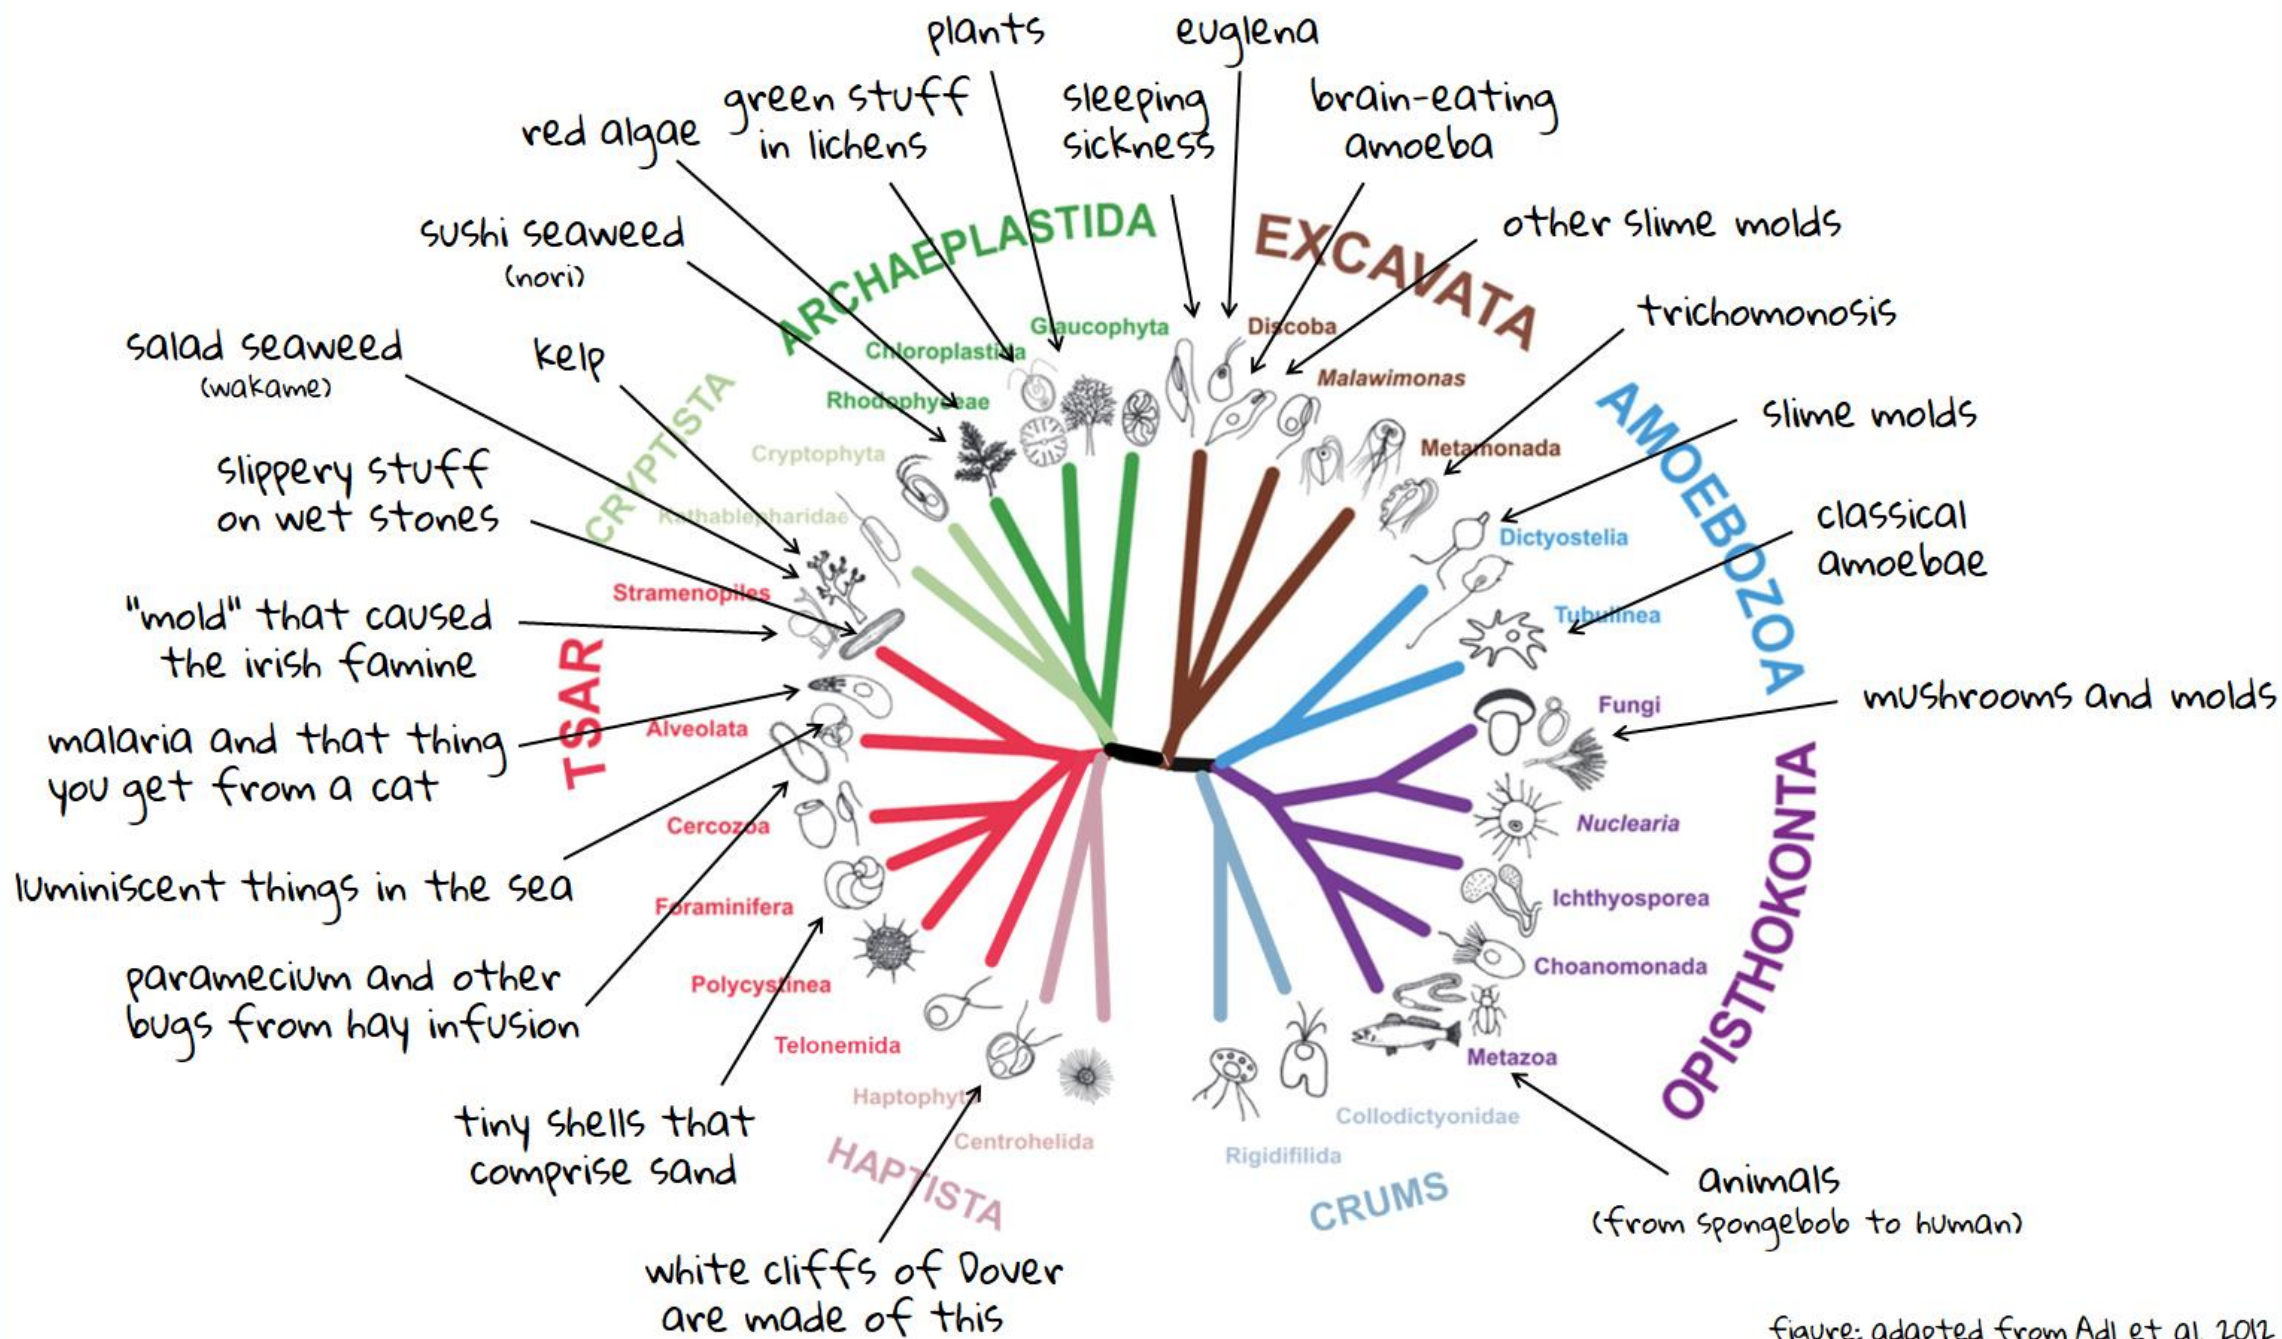 plants
euglena
green stuff
in lichens
sleeping
sickness
brain-eating
amoeba
red algae
other slime molds
sushi seaweed
(nori)
ARCHAEPLASTIDA
EXCAVATA
trichomonosis
salad seaweed
(wakame)
kelp
Glaucophyta
Discoba
Chloroplastida
Malawimonas
Rhodophyceae
CRYPTISTA
AMOEBOZOA
slime molds
Cryptophyta
Metamonada
slippery stuff
on wet stones
Kathablepharidae
Dictyostelia
classical
amoebae
Stramenopiles
Tubulinea
"mold" that caused
the irish famine
TSAR
Fungi
mushrooms and molds
Alveolata
malaria and that thing
you get from a cat
OPISTHOKONTA
Cercozoa
Nuclearia
luminiscent things in the sea
Foraminifera
Ichthyosporea
paramecium and other
bugs from hay infusion
Polycystinea
Choanomonada
Telonemida
Metazoa
Haptophyta
Collodictyonidae
tiny shells that
comprise sand
Centrohelida
Rigidifilida
HAPTISTA
CRUMS
animals
(from spongebob to human)
white cliffs of Dover
are made of this
figure: adapted from Adl et al. 2012